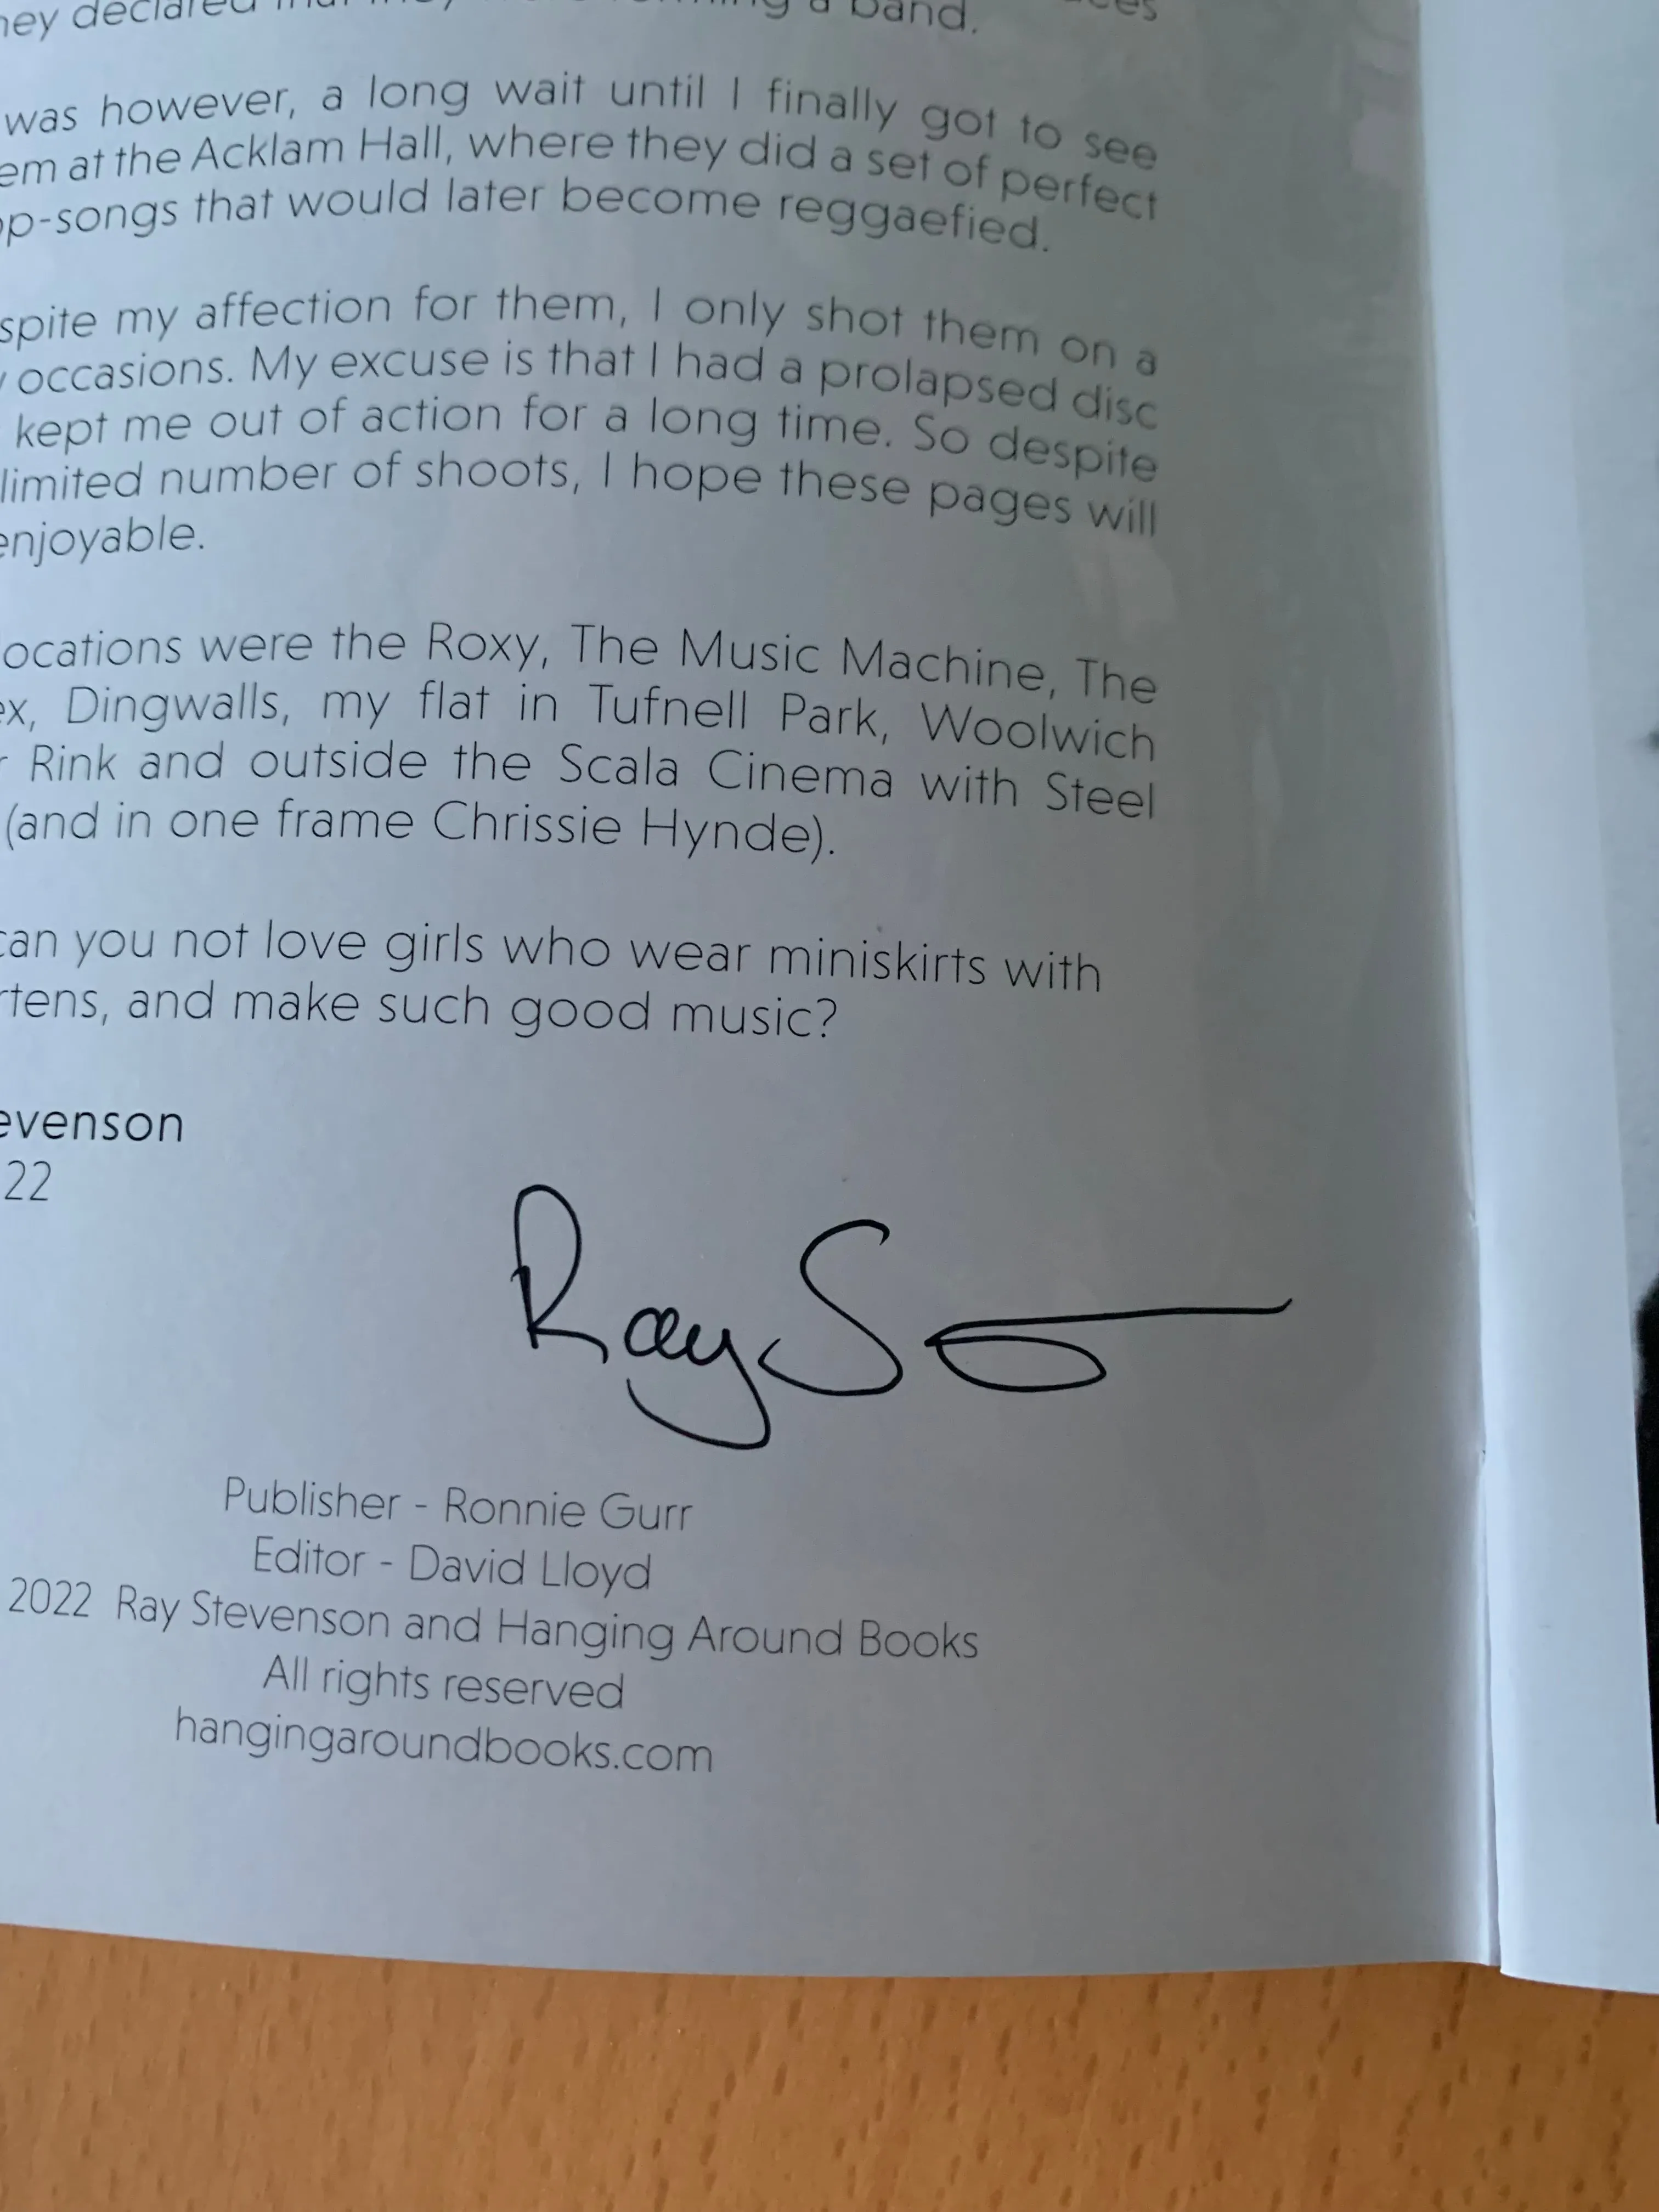 ney declared that they a band.
was however, a long wait until I finally got to see
em at the Acklam Hall, where they did a set of perfect
op-songs that would later become reggaefied.
spite my affection for them, I only shot them on a
occasions. My excuse is that I had a prolapsed disc
kept me out of action for a long time. So despite
limited number of shoots, I hope these pages will
enjoyable.
ocations were the Roxy, The Music Machine, The
ex, Dingwalls, my flat in Tufnell Park, Woolwich
r Rink and outside the Scala Cinema with Steel
(and in one frame Chrissie Hynde).
can you not love girls who wear miniskirts with
rtens, and make such good music?
evenson
22
Ray S
Publisher - Ronnie Gurr
Editor - David Lloyd
2022 Ray Stevenson and Hanging Around Books
All rights reserved
hangingaroundbooks.com